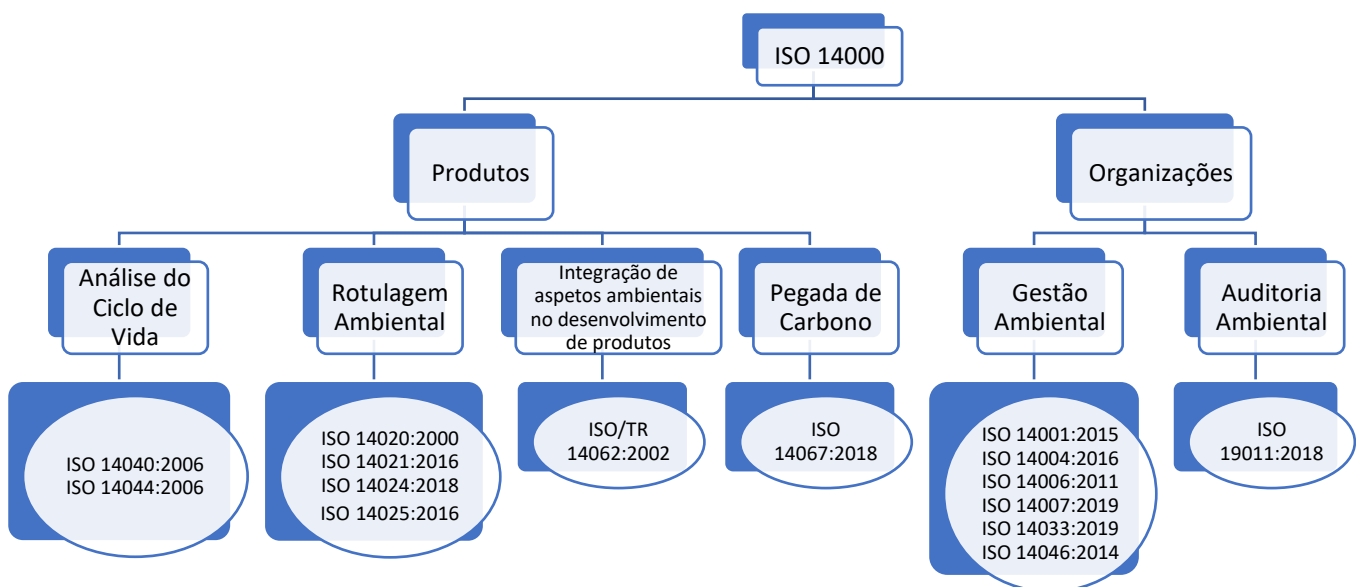 ISO 14000
Produtos
Organizações
Análise do
Ciclo de
Vida
Rotulagem
Ambiental
Integração de
aspetos ambientais
no desenvolvimento
de produtos
Pegada de
Carbono
Gestão
Ambiental
Auditoria
Ambiental
ISO 14040:2006
ISO 14044:2006
ISO 14020:2000
ISO 14021:2016
ISO 14024:2018
ISO 14025:2016
ISO/TR
14062:2002
ISO
14067:2018
ISO 14001:2015
ISO 14004:2016
ISO 14006:2011
ISO 14007:2019
ISO 14033:2019
ISO 14046:2014
ISO
19011:2018